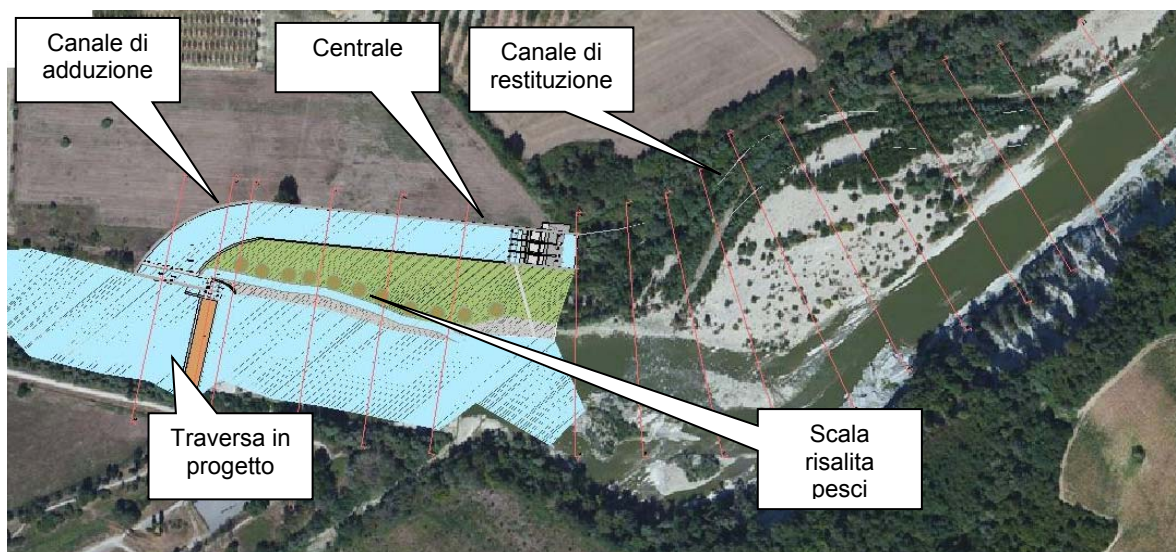 Canale di
adduzione
Centrale
Canale di
restituzione
Traversa in
progetto
Scala
risalita
pesci